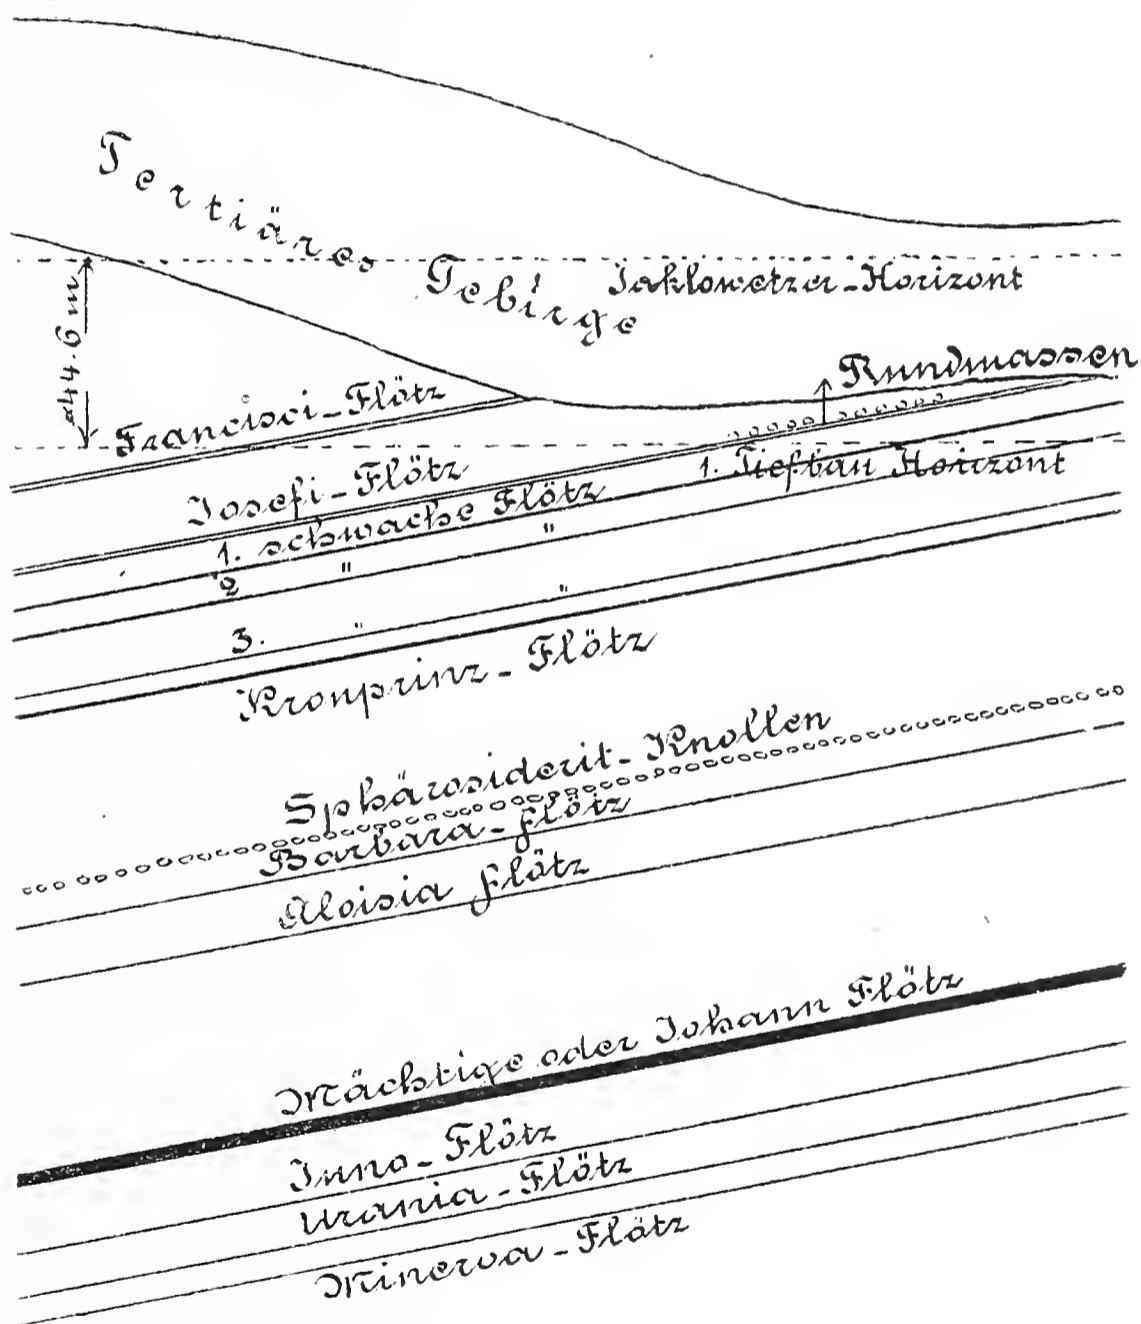 Tertiäres Gebirge
Jaklowetzer-Horizont
44.6 m
Rundmassen
Francisci-Flötz
1. Tiefbau Horizont
Josefi-Flötz
1. schwache Flötz
2 " "
3. " "
Kronprinz-Flötz
Sphärosiderit-Knollen
Barbara-Flötz
Aloisia Flötz
Mächtige oder Johann Flötz
Juno-Flötz
Urania-Flötz
Minerva-Flötz